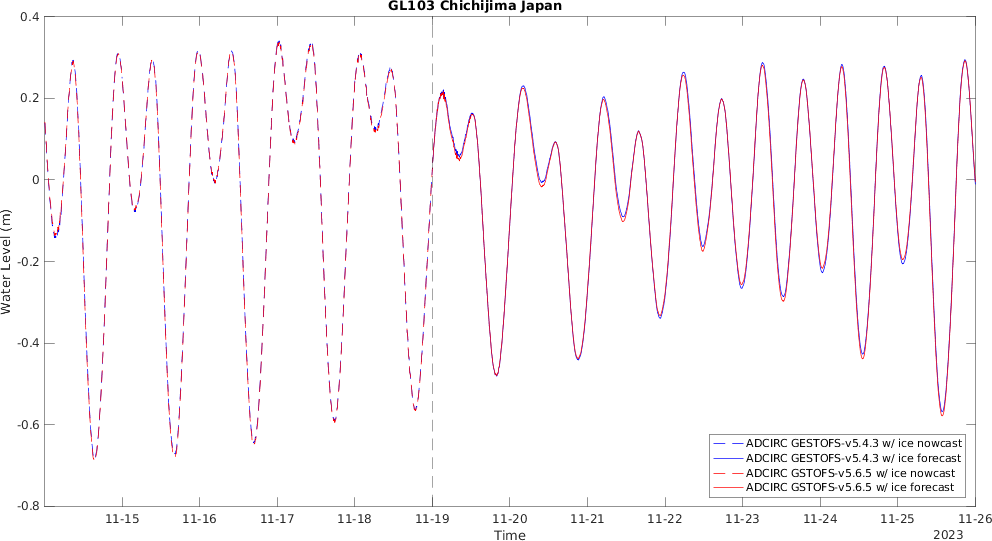 GL103 Chichijima Japan
0.4
0.2
0
-0.2
-0.4
-0.6
-0.8
Water Level (m)
ADCIRC GESTOFS-v5.4.3 w/ ice nowcast
ADCIRC GESTOFS-v5.4.3 w/ ice forecast
ADCIRC GSTOFS-v5.6.5 w/ ice nowcast
ADCIRC GSTOFS-v5.6.5 w/ ice forecast
11-15 11-16 11-17 11-18 11-19 11-20 11-21 11-22 11-23 11-24 11-25 11-26
Time
2023